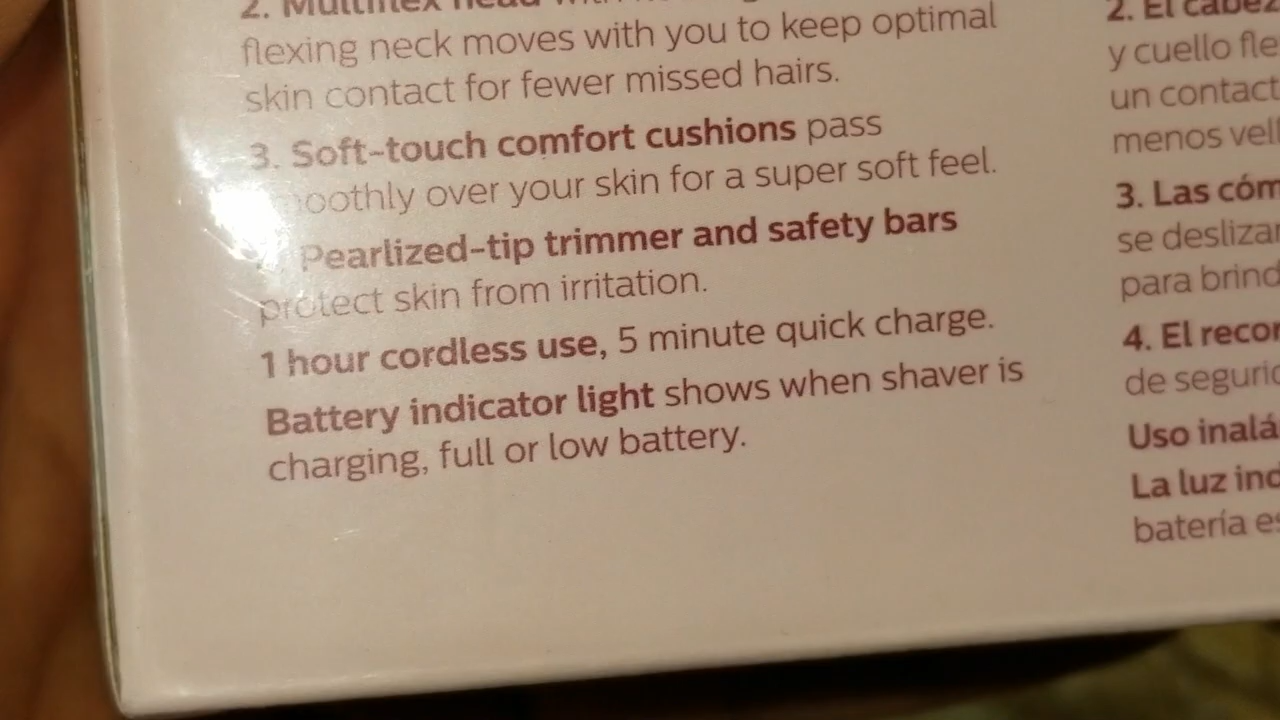 2. Multiflex head with
flexing neck moves with you to keep optimal
skin contact for fewer missed hairs.
3. Soft-touch comfort cushions pass
oothly over your skin for a super soft feel.
Pearlized-tip trimmer and safety bars
protect skin from irritation.
1 hour cordless use, 5 minute quick charge.
Battery indicator light shows when shaver is
charging, full or low battery.
2. El cabez
y cuello fle
un contact
menos vell
3. Las cóm
se deslizar
para brind
4. El recor
de segurid
Uso inalá
La luz ind
batería es